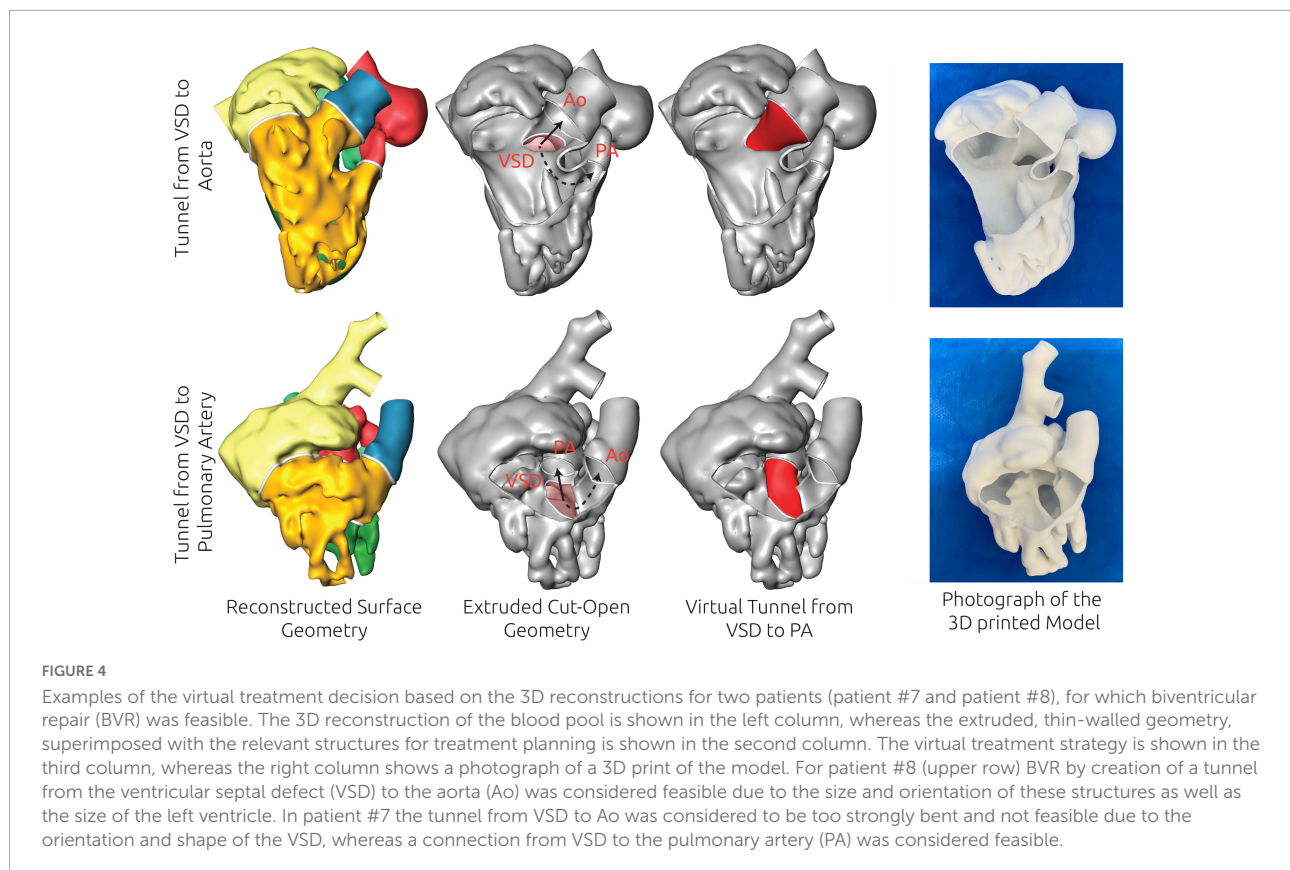 Tunnel from VSD to
Aorta
Ao
VSD
PA
Tunnel from VSD to
Pulmonary Artery
PA
Ao
VSD
Reconstructed Surface
Geometry
Extruded Cut-Open
Geometry
Virtual Tunnel from
VSD to PA
Photograph of the
3D printed Model
FIGURE 4
Examples of the virtual treatment decision based on the 3D reconstructions for two patients (patient #7 and patient #8), for which biventricular
repair (BVR) was feasible. The 3D reconstruction of the blood pool is shown in the left column, whereas the extruded, thin-walled geometry,
superimposed with the relevant structures for treatment planning is shown in the second column. The virtual treatment strategy is shown in the
third column, whereas the right column shows a photograph of a 3D print of the model. For patient #8 (upper row) BVR by creation of a tunnel
from the ventricular septal defect (VSD) to the aorta (Ao) was considered feasible due to the size and orientation of these structures as well as
the size of the left ventricle. In patient #7 the tunnel from VSD to Ao was considered to be too strongly bent and not feasible due to the
orientation and shape of the VSD, whereas a connection from VSD to the pulmonary artery (PA) was considered feasible.